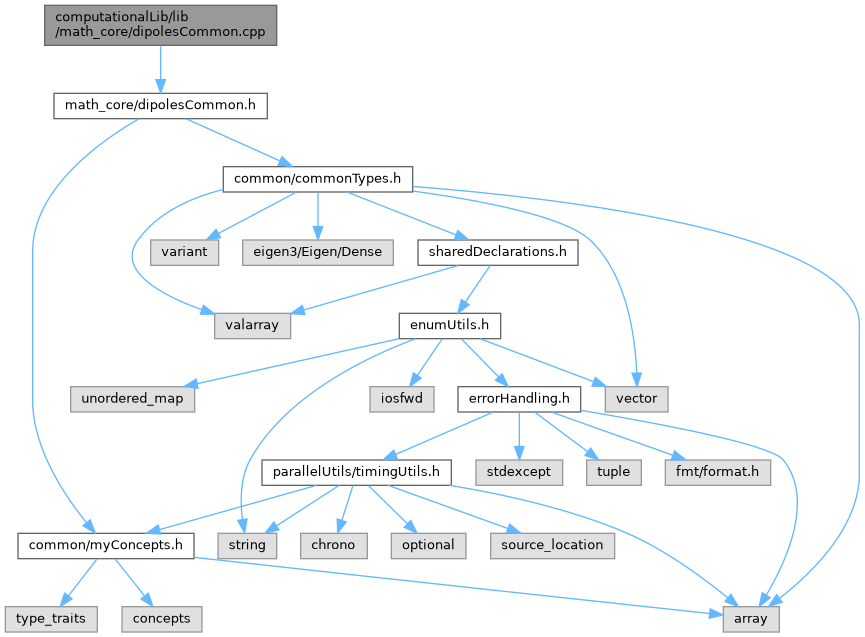 computationalLib/lib
/math_core/dipolesCommon.cpp
math_core/dipolesCommon.h
common/commonTypes.h
variant
eigen3/Eigen/Dense
sharedDeclarations.h
valarray
enumUtils.h
unordered_map
iosfwd
errorHandling.h
vector
parallelUtils/timingUtils.h
stdexcept
tuple
fmt/format.h
common/myConcepts.h
string
chrono
optional
source_location
type_traits
concepts
array